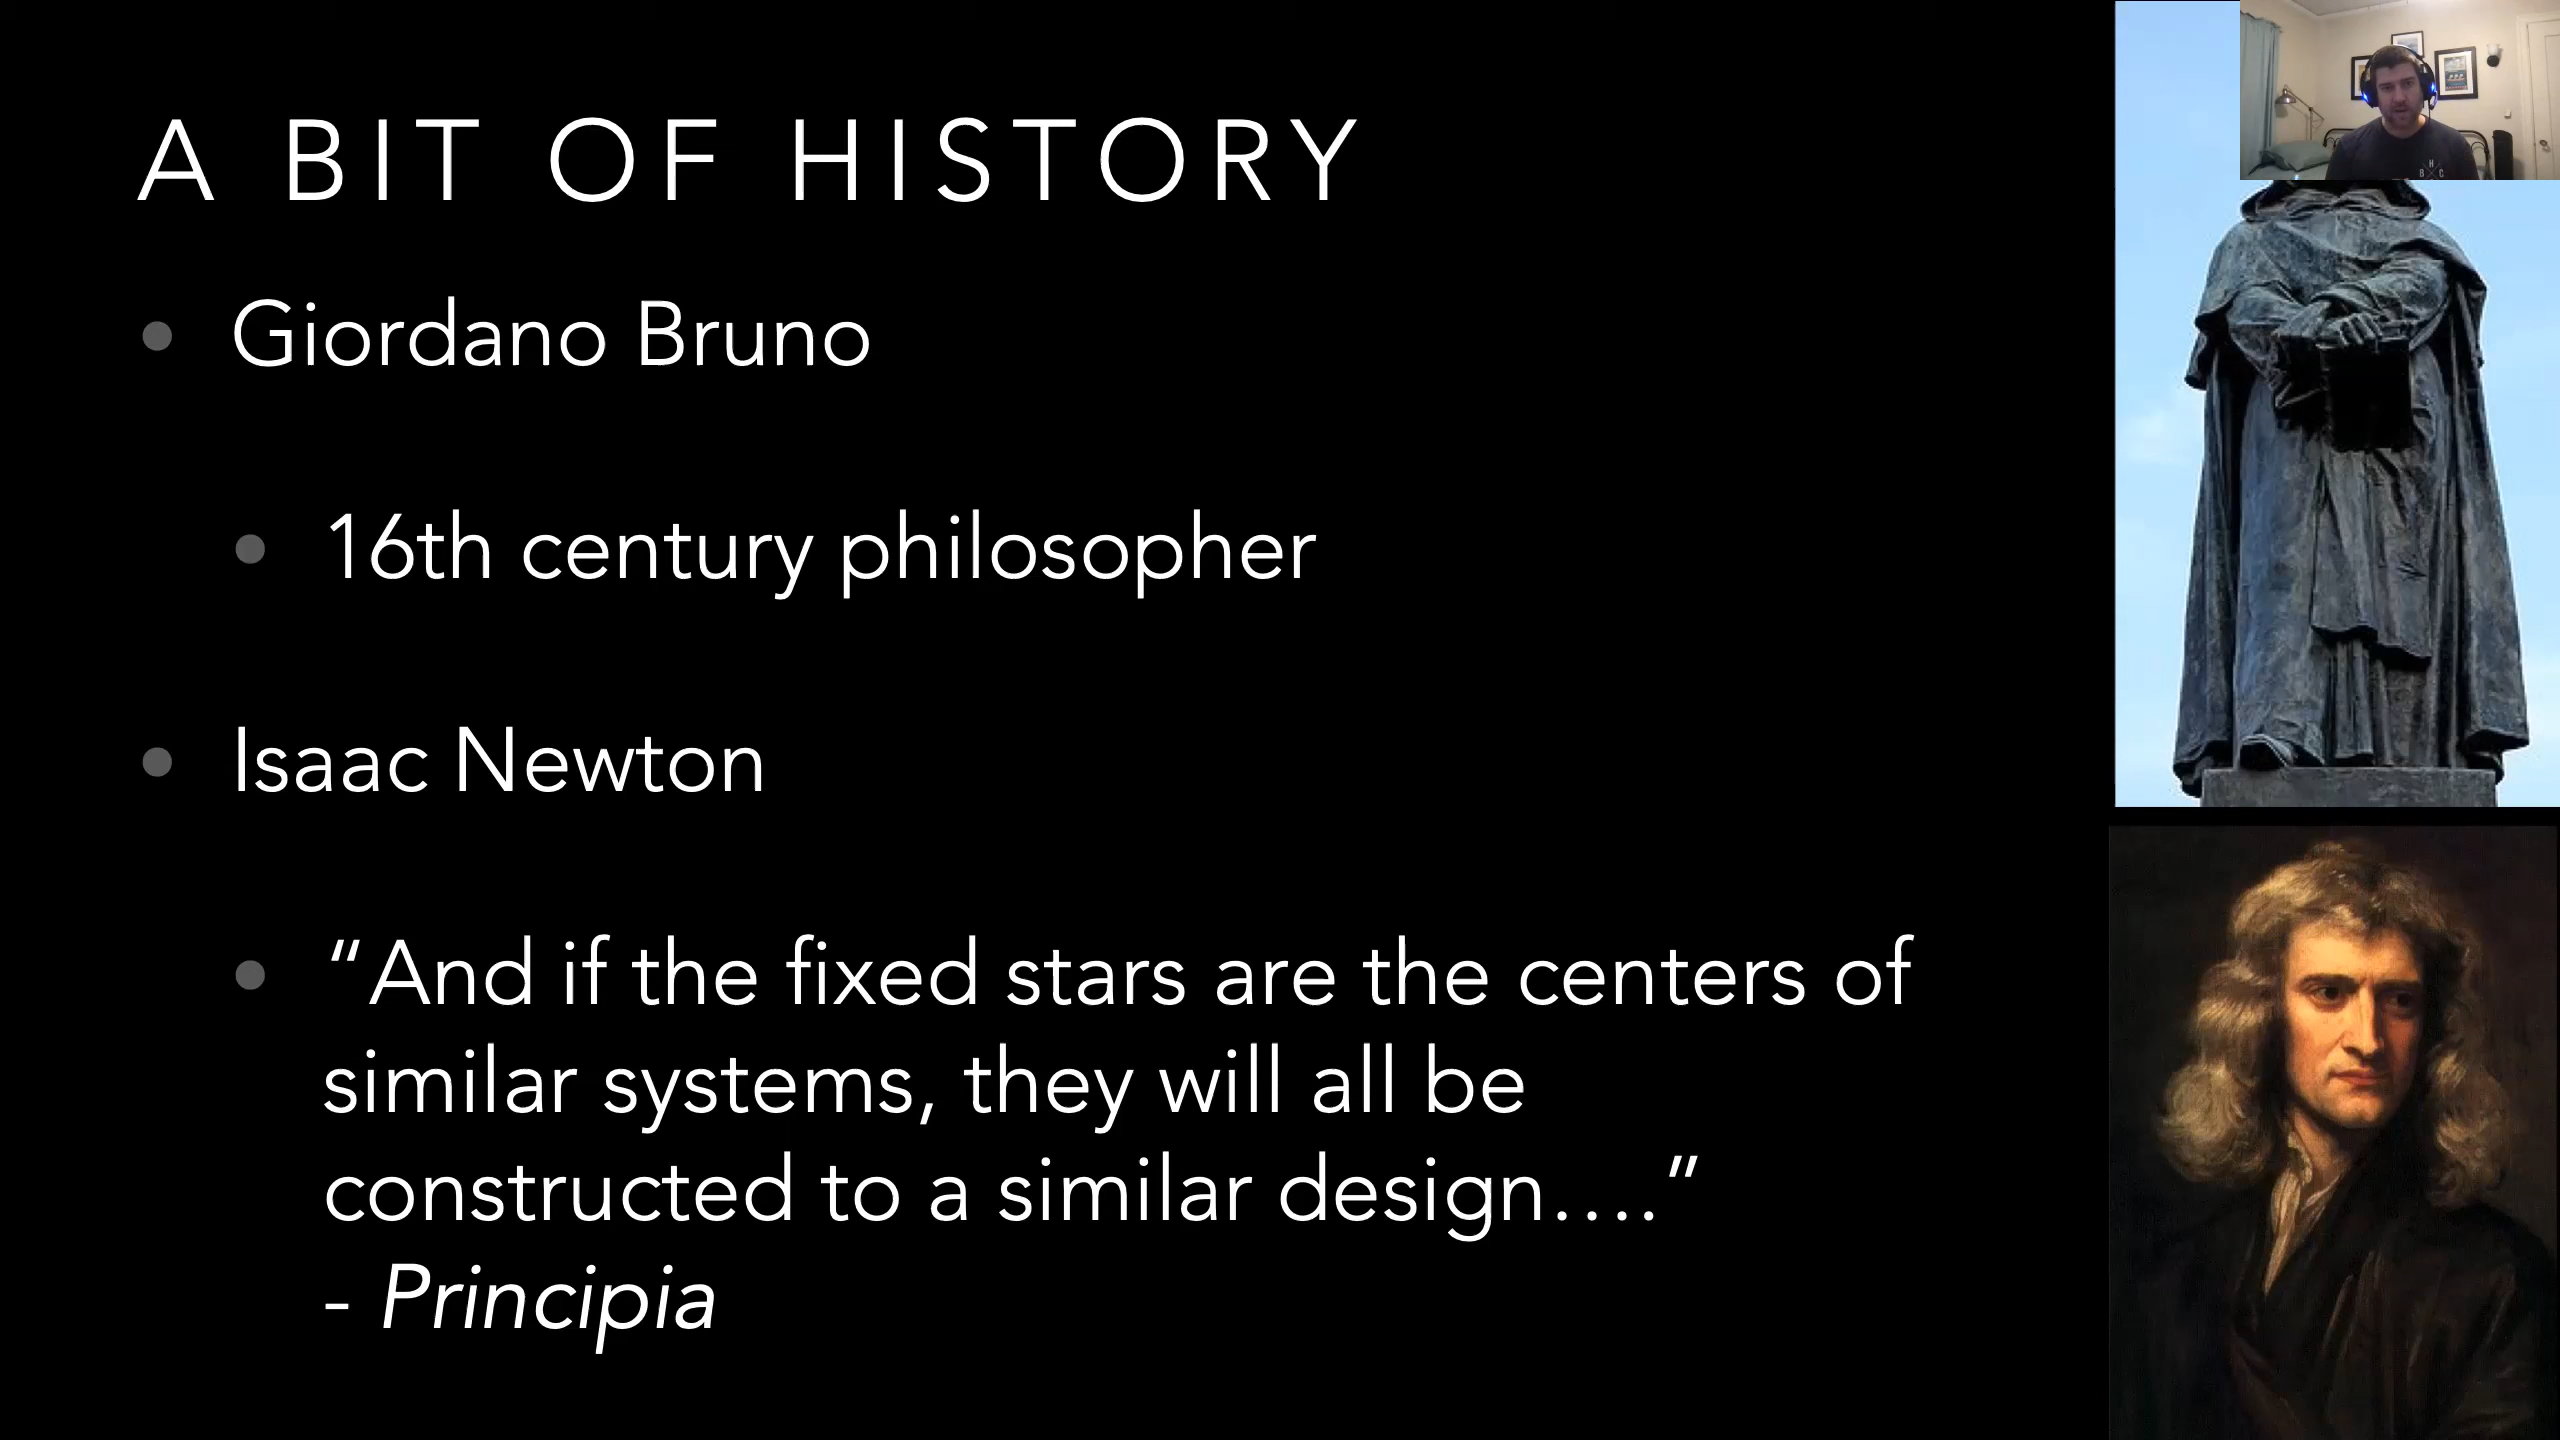 A BIT OF HISTORY
• Giordano Bruno
• 16th century philosopher
• Isaac Newton
• “And if the fixed stars are the centers of
similar systems, they will all be
constructed to a similar design….”
- Principia
H
B C